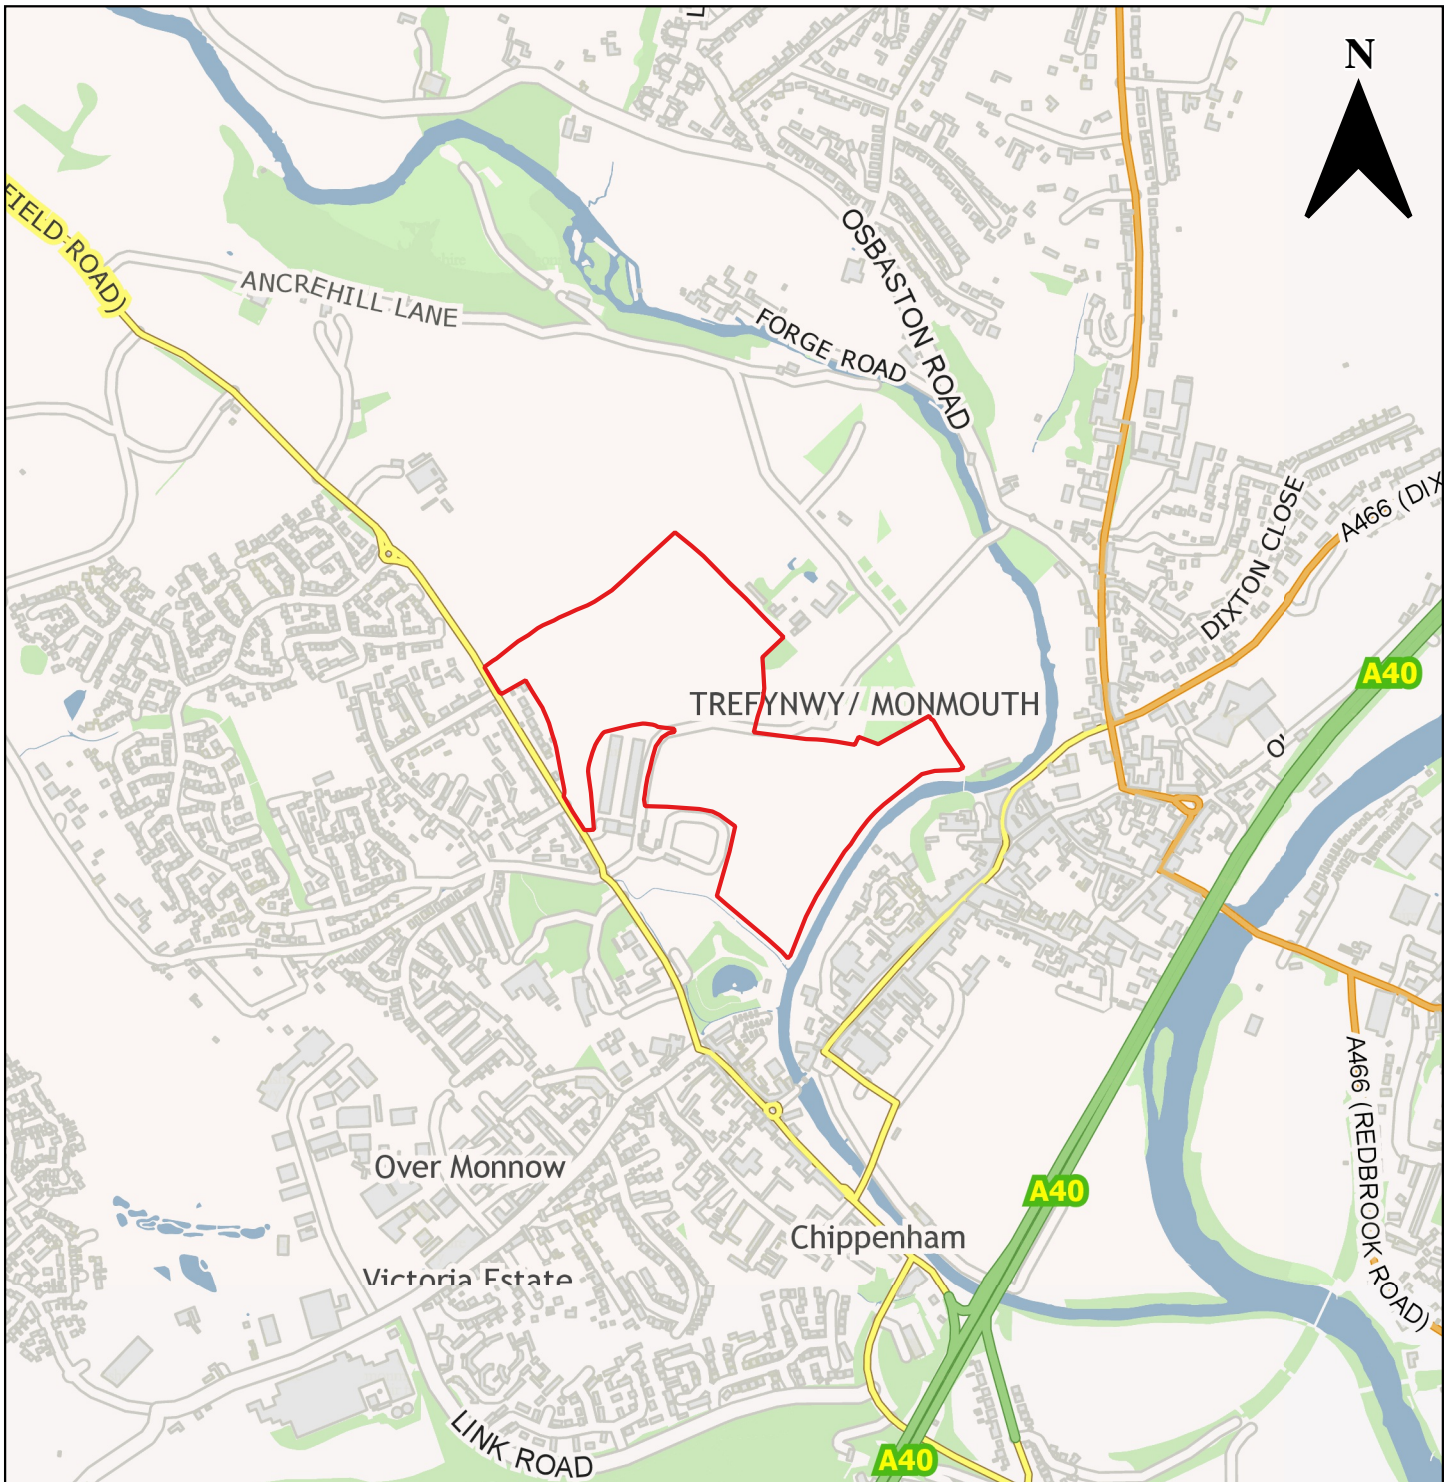 N
FIELD ROAD)
ANCREHILL LANE
OSBASTON ROAD
FORGE ROAD
DIXTON CLOSE
A466 (DIX
A40
TREFYNWY/ MONMOUTH
A40
A466 (REDBROOK ROAD)
Over Monnow
Chippenham
Victoria Estate
LINK ROAD
A40